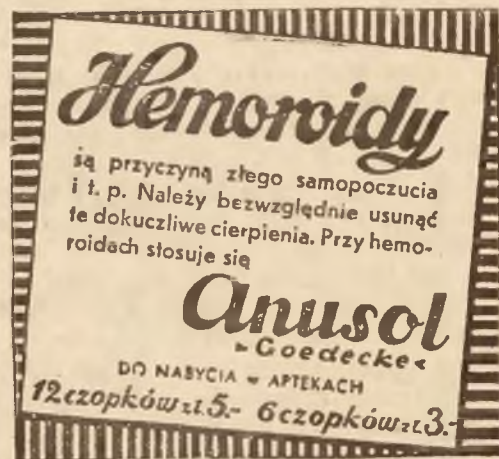 Hemoroidy
są przyczyną złego samopoczucia
i t. p. Należy bezwzględnie usunąć
te dokuczliwe cierpienia. Przy hemo-
roidach stosuje się
Anusol
»Goedecke«
DO NABYCIA w APTEKACH
12 czopków zł. 5.- 6 czopków zł. 3.-